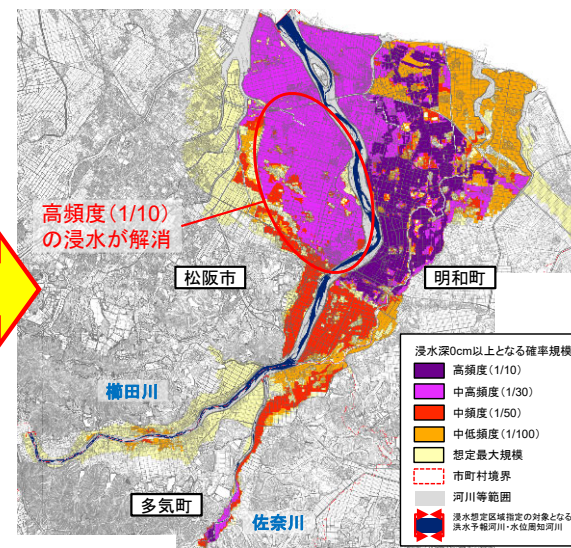 高頻度(1/10)
の浸水が解消
松阪市
明和町
櫛田川
多気町
佐奈川
浸水深0cm以上となる確率規模
高頻度(1/10)
中高頻度(1/30)
中頻度(1/50)
中低頻度(1/100)
想定最大規模
市町村境界
河川等範囲
浸水想定区域指定の対象となる
洪水予報河川・水位周知河川